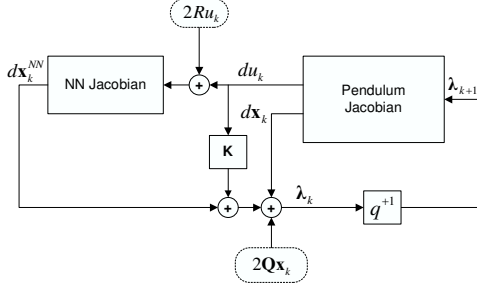 2Ru_k
dx_k^{NN}
NN Jacobian
+
du_k
Pendulum
Jacobian
λ_{k+1}
dx_k
K
+
+
λ_k
q^{+1}
2Qx_k